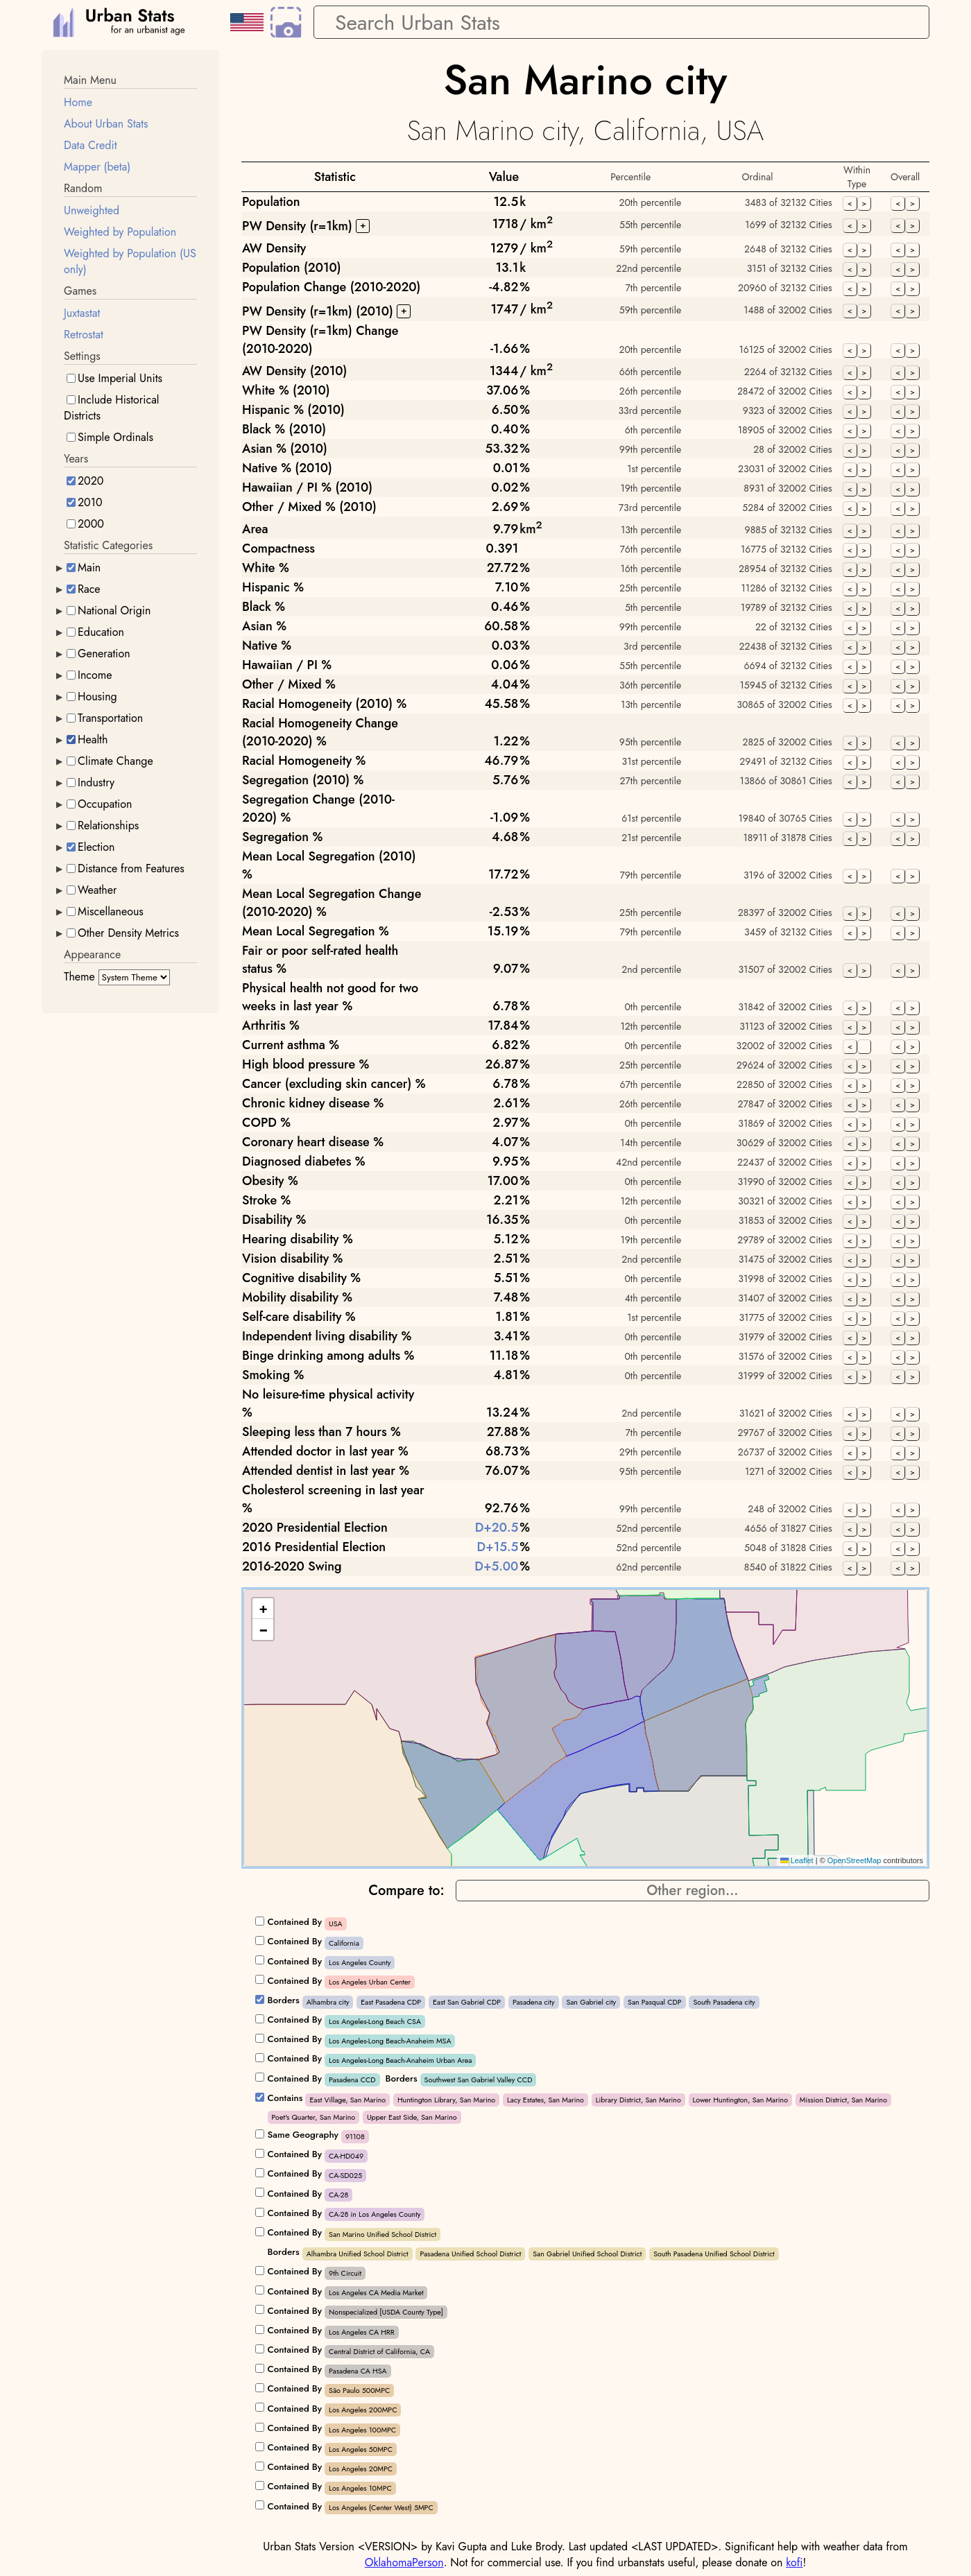 Urban Stats
for an urbanist age
Search Urban Stats
Main Menu
Home
About Urban Stats
Data Credit
Mapper (beta)
Random
Unweighted
Weighted by Population
Weighted by Population (US
only)
Games
Juxtastat
Retrostat
Settings
Use Imperial Units
Include Historical
Districts
Simple Ordinals
Years
2020
2010
2000
Statistic Categories
Main
Race
National Origin
Education
Generation
Income
Housing
Transportation
Health
Climate Change
Industry
Occupation
Relationships
Election
Distance from Features
Weather
Miscellaneous
Other Density Metrics
Appearance
Theme System Theme
San Marino city
San Marino city, California, USA
Statistic Value Percentile Ordinal Within Type Overall
Population 12.5k 20th percentile 3483 of 32132 Cities < > < >
PW Density (r=1km) + 1718 / km2 55th percentile 1699 of 32132 Cities < > < >
AW Density 1279 / km2 59th percentile 2648 of 32132 Cities < > < >
Population (2010) 13.1k 22nd percentile 3151 of 32132 Cities < > < >
Population Change (2010-2020) -4.82% 7th percentile 20960 of 32132 Cities < > < >
PW Density (r=1km) (2010) + 1747 / km2 59th percentile 1488 of 32002 Cities < > < >
PW Density (r=1km) Change
(2010-2020) -1.66% 20th percentile 16125 of 32002 Cities < > < >
AW Density (2010) 1344 / km2 66th percentile 2264 of 32132 Cities < > < >
White % (2010) 37.06% 26th percentile 28472 of 32002 Cities < > < >
Hispanic % (2010) 6.50% 33rd percentile 9323 of 32002 Cities < > < >
Black % (2010) 0.40% 6th percentile 18905 of 32002 Cities < > < >
Asian % (2010) 53.32% 99th percentile 28 of 32002 Cities < > < >
Native % (2010) 0.01% 1st percentile 23031 of 32002 Cities < > < >
Hawaiian / PI % (2010) 0.02% 19th percentile 8931 of 32002 Cities < > < >
Other / Mixed % (2010) 2.69% 73rd percentile 5284 of 32002 Cities < > < >
Area 9.79 km2 13th percentile 9885 of 32132 Cities < > < >
Compactness 0.391 76th percentile 16775 of 32132 Cities < > < >
White % 27.72% 16th percentile 28954 of 32132 Cities < > < >
Hispanic % 7.10% 25th percentile 11286 of 32132 Cities < > < >
Black % 0.46% 5th percentile 19789 of 32132 Cities < > < >
Asian % 60.58% 99th percentile 22 of 32132 Cities < > < >
Native % 0.03% 3rd percentile 22438 of 32132 Cities < > < >
Hawaiian / PI % 0.06% 55th percentile 6694 of 32132 Cities < > < >
Other / Mixed % 4.04% 36th percentile 15945 of 32132 Cities < > < >
Racial Homogeneity (2010) % 45.58% 13th percentile 30865 of 32002 Cities < > < >
Racial Homogeneity Change
(2010-2020) % 1.22% 95th percentile 2825 of 32002 Cities < > < >
Racial Homogeneity % 46.79% 31st percentile 29491 of 32132 Cities < > < >
Segregation (2010) % 5.76% 27th percentile 13866 of 30861 Cities < > < >
Segregation Change (2010-
2020) % -1.09% 61st percentile 19840 of 30765 Cities < > < >
Segregation % 4.68% 21st percentile 18911 of 31878 Cities < > < >
Mean Local Segregation (2010)
% 17.72% 79th percentile 3196 of 32002 Cities < > < >
Mean Local Segregation Change
(2010-2020) % -2.53% 25th percentile 28397 of 32002 Cities < > < >
Mean Local Segregation % 15.19% 79th percentile 3459 of 32132 Cities < > < >
Fair or poor self-rated health
status % 9.07% 2nd percentile 31507 of 32002 Cities < > < >
Physical health not good for two
weeks in last year % 6.78% 0th percentile 31842 of 32002 Cities < > < >
Arthritis % 17.84% 12th percentile 31123 of 32002 Cities < > < >
Current asthma % 6.82% 0th percentile 32002 of 32002 Cities < < >
High blood pressure % 26.87% 25th percentile 29624 of 32002 Cities < > < >
Cancer (excluding skin cancer) % 6.78% 67th percentile 22850 of 32002 Cities < > < >
Chronic kidney disease % 2.61% 26th percentile 27847 of 32002 Cities < > < >
COPD % 2.97% 0th percentile 31869 of 32002 Cities < > < >
Coronary heart disease % 4.07% 14th percentile 30629 of 32002 Cities < > < >
Diagnosed diabetes % 9.95% 42nd percentile 22437 of 32002 Cities < > < >
Obesity % 17.00% 0th percentile 31990 of 32002 Cities < > < >
Stroke % 2.21% 12th percentile 30321 of 32002 Cities < > < >
Disability % 16.35% 0th percentile 31853 of 32002 Cities < > < >
Hearing disability % 5.12% 19th percentile 29789 of 32002 Cities < > < >
Vision disability % 2.51% 2nd percentile 31475 of 32002 Cities < > < >
Cognitive disability % 5.51% 0th percentile 31998 of 32002 Cities < > < >
Mobility disability % 7.48% 4th percentile 31407 of 32002 Cities < > < >
Self-care disability % 1.81% 1st percentile 31775 of 32002 Cities < > < >
Independent living disability % 3.41% 0th percentile 31979 of 32002 Cities < > < >
Binge drinking among adults % 11.18% 0th percentile 31576 of 32002 Cities < > < >
Smoking % 4.81% 0th percentile 31999 of 32002 Cities < > < >
No leisure-time physical activity
% 13.24% 2nd percentile 31621 of 32002 Cities < > < >
Sleeping less than 7 hours % 27.88% 7th percentile 29767 of 32002 Cities < > < >
Attended doctor in last year % 68.73% 29th percentile 26737 of 32002 Cities < > < >
Attended dentist in last year % 76.07% 95th percentile 1271 of 32002 Cities < > < >
Cholesterol screening in last year
% 92.76% 99th percentile 248 of 32002 Cities < > < >
2020 Presidential Election D+20.5% 52nd percentile 4656 of 31827 Cities < > < >
2016 Presidential Election D+15.5% 52nd percentile 5048 of 31828 Cities < > < >
2016-2020 Swing D+5.00% 62nd percentile 8540 of 31822 Cities < > < >
+
−
Leaflet | © OpenStreetMap contributors
Compare to: Other region...
Contained By USA
Contained By California
Contained By Los Angeles County
Contained By Los Angeles Urban Center
Borders Alhambra city East Pasadena CDP East San Gabriel CDP Pasadena city San Gabriel city San Pasqual CDP South Pasadena city
Contained By Los Angeles-Long Beach CSA
Contained By Los Angeles-Long Beach-Anaheim MSA
Contained By Los Angeles-Long Beach-Anaheim Urban Area
Contained By Pasadena CCD Borders Southwest San Gabriel Valley CCD
Contains East Village, San Marino Huntington Library, San Marino Lacy Estates, San Marino Library District, San Marino Lower Huntington, San Marino Mission District, San Marino
Poet's Quarter, San Marino Upper East Side, San Marino
Same Geography 91108
Contained By CA-HD049
Contained By CA-SD025
Contained By CA-28
Contained By CA-28 in Los Angeles County
Contained By San Marino Unified School District
Borders Alhambra Unified School District Pasadena Unified School District San Gabriel Unified School District South Pasadena Unified School District
Contained By 9th Circuit
Contained By Los Angeles CA Media Market
Contained By Nonspecialized [USDA County Type]
Contained By Los Angeles CA HRR
Contained By Central District of California, CA
Contained By Pasadena CA HSA
Contained By São Paulo 500MPC
Contained By Los Angeles 200MPC
Contained By Los Angeles 100MPC
Contained By Los Angeles 50MPC
Contained By Los Angeles 20MPC
Contained By Los Angeles 10MPC
Contained By Los Angeles (Center West) 5MPC
Urban Stats Version <VERSION> by Kavi Gupta and Luke Brody. Last updated <LAST UPDATED>. Significant help with weather data from
OklahomaPerson. Not for commercial use. If you find urbanstats useful, please donate on kofi!